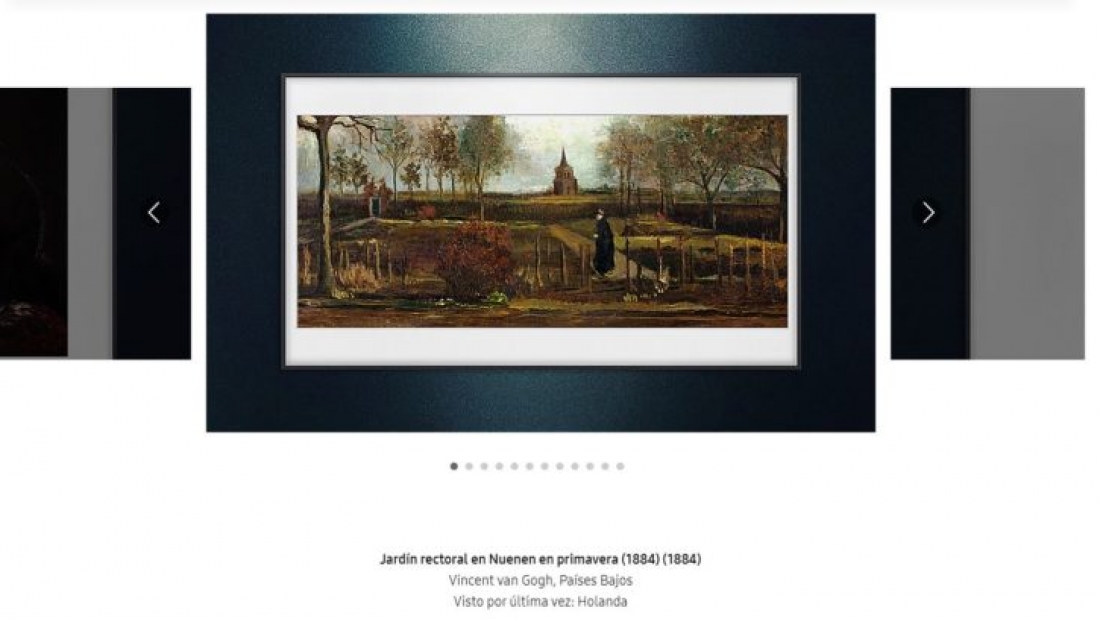 Jardín rectoral en Nuenen en primavera (1884) (1884)
Vincent van Gogh, Países Bajos
Visto por última vez: Holanda